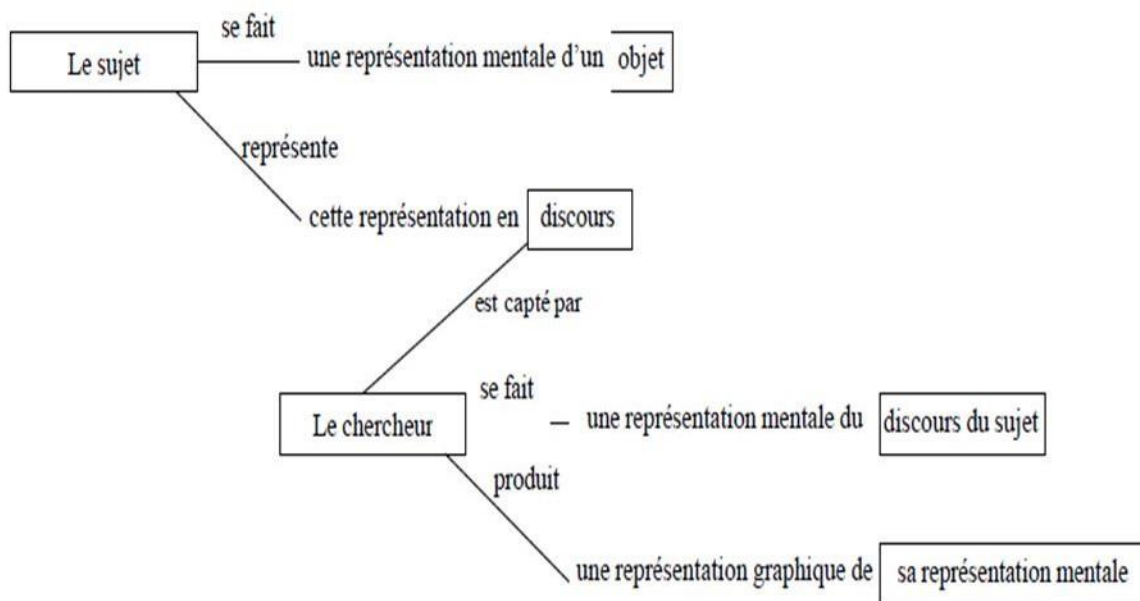 se fait
Le sujet une représentation mentale d'un objet
représente
cette représentation en discours
est capté par
se fait
Le chercheur une représentation mentale du discours du sujet
produit
une représentation graphique de sa représentation mentale